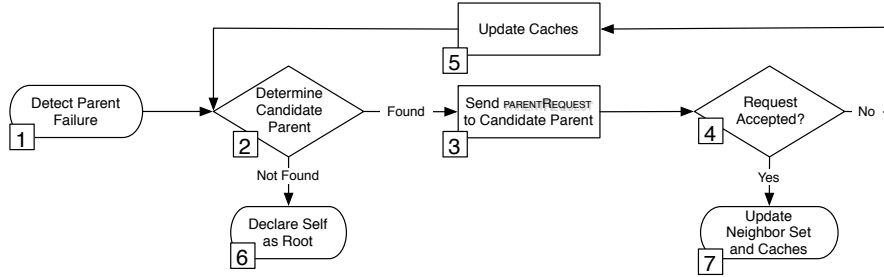 Update Caches
5
Detect Parent
Failure
1
Determine
Candidate
Parent
2
Found
Send PARENTREQUEST
to Candidate Parent
3
Request
Accepted?
4
No
Not Found
Yes
Declare Self
as Root
6
Update
Neighbor Set
and Caches
7